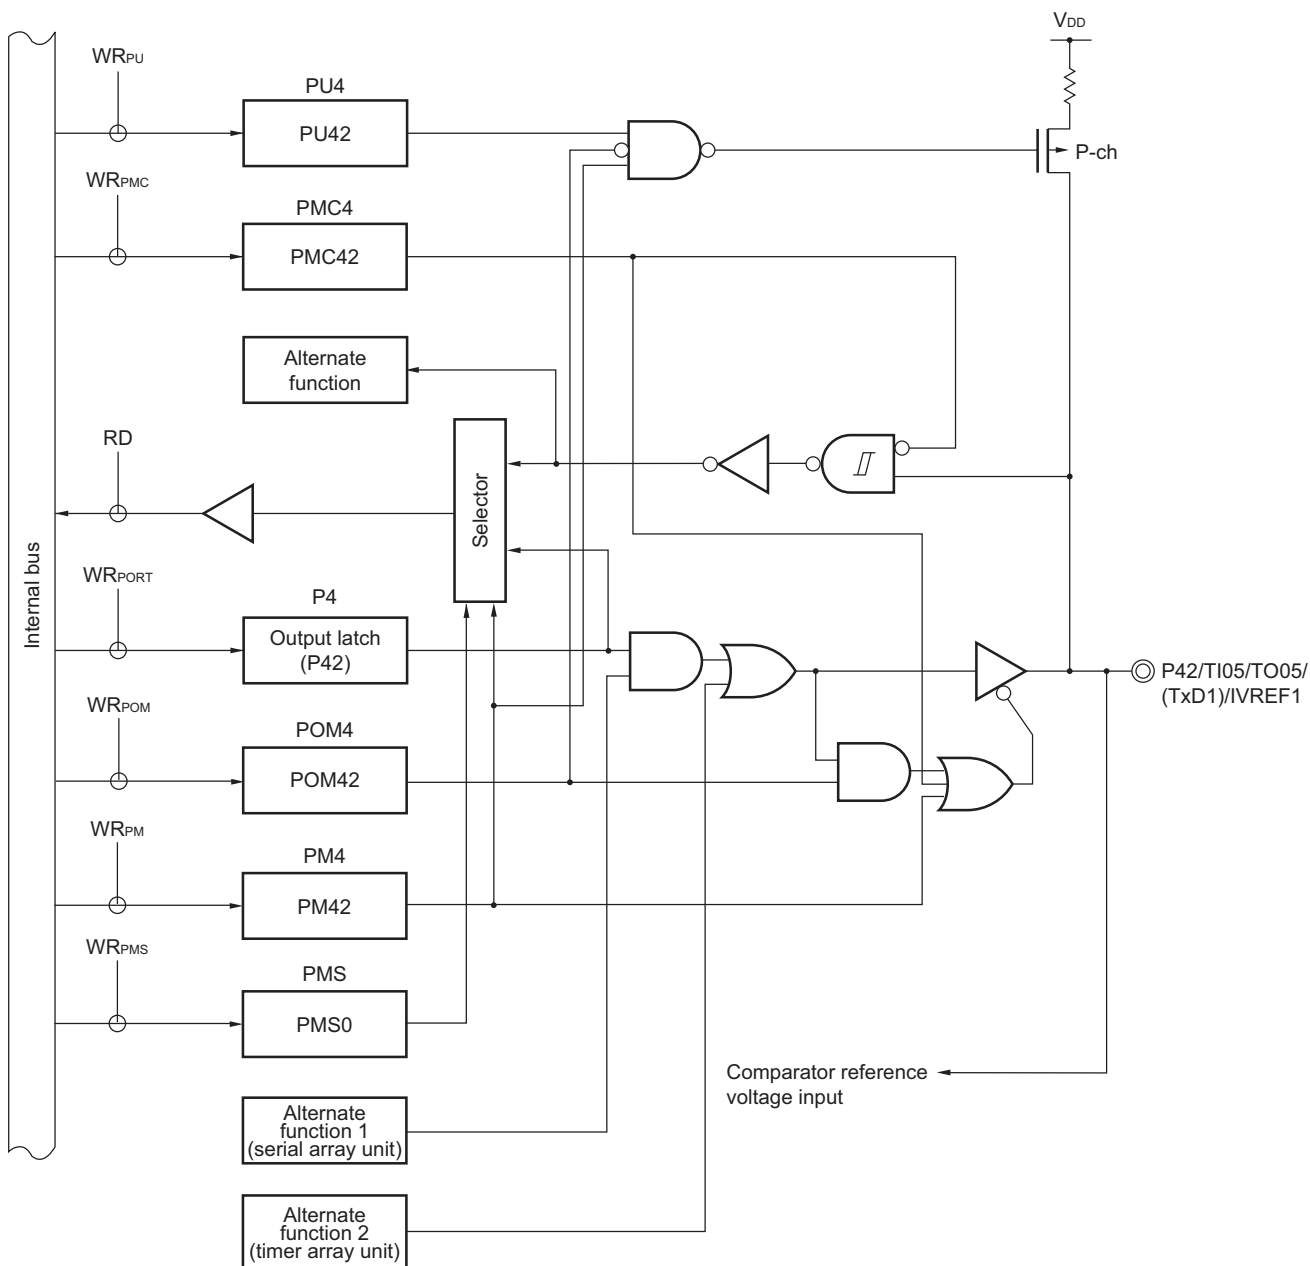 VDD
WRPU
PU4
PU42
P-ch
WRPMC
PMC4
PMC42
Alternate
function
RD
Selector
Internal bus
WRPORT
P4
Output latch
(P42)
P42/TI05/TO05/
(TxD1)/IVREF1
WRPOM
POM4
POM42
WRPM
PM4
PM42
WRPMS
PMS
PMS0
Comparator reference
voltage input
Alternate
function 1
(serial array unit)
Alternate
function 2
(timer array unit)